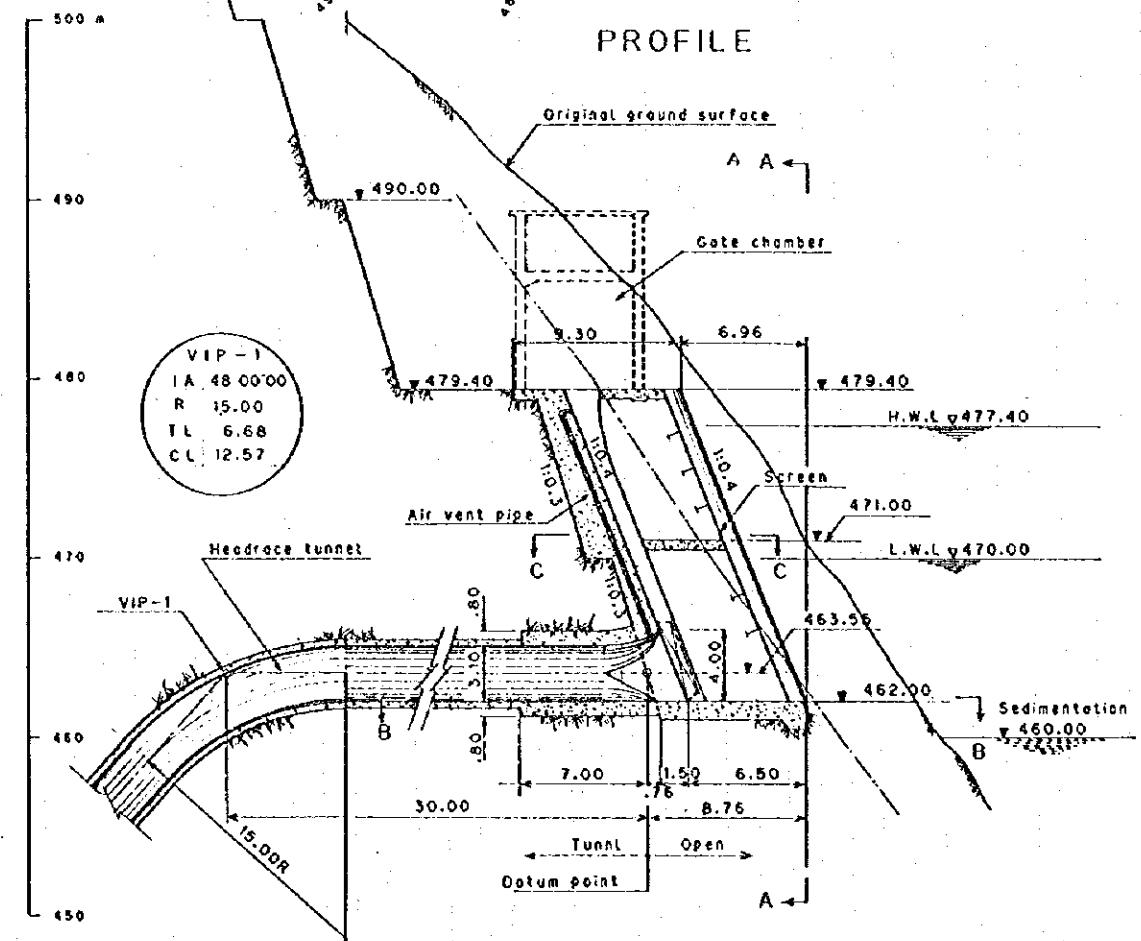 500 m
PROFILE
Original ground surface
A A
490
490.00
Gate chamber
9.30
6.96
VIP-1
IA 48 00'00
R 15.00
TL 6.68
CL 12.57
480
479.40
479.40
H.W.L 477.40
1:0.4
1:0.4
1:0.3
Screen
Air vent pipe
471.00
470
L.W.L 470.00
Headrace tunnel
C
C
1:0.3
VIP-1
.80
463.55
3.10
4.00
462.00
Sedimentation
460
B
460.00
B
.80
7.00
1.50
6.50
.76
30.00
8.76
15.00R
Tunnl
Open
Datum point
A
450